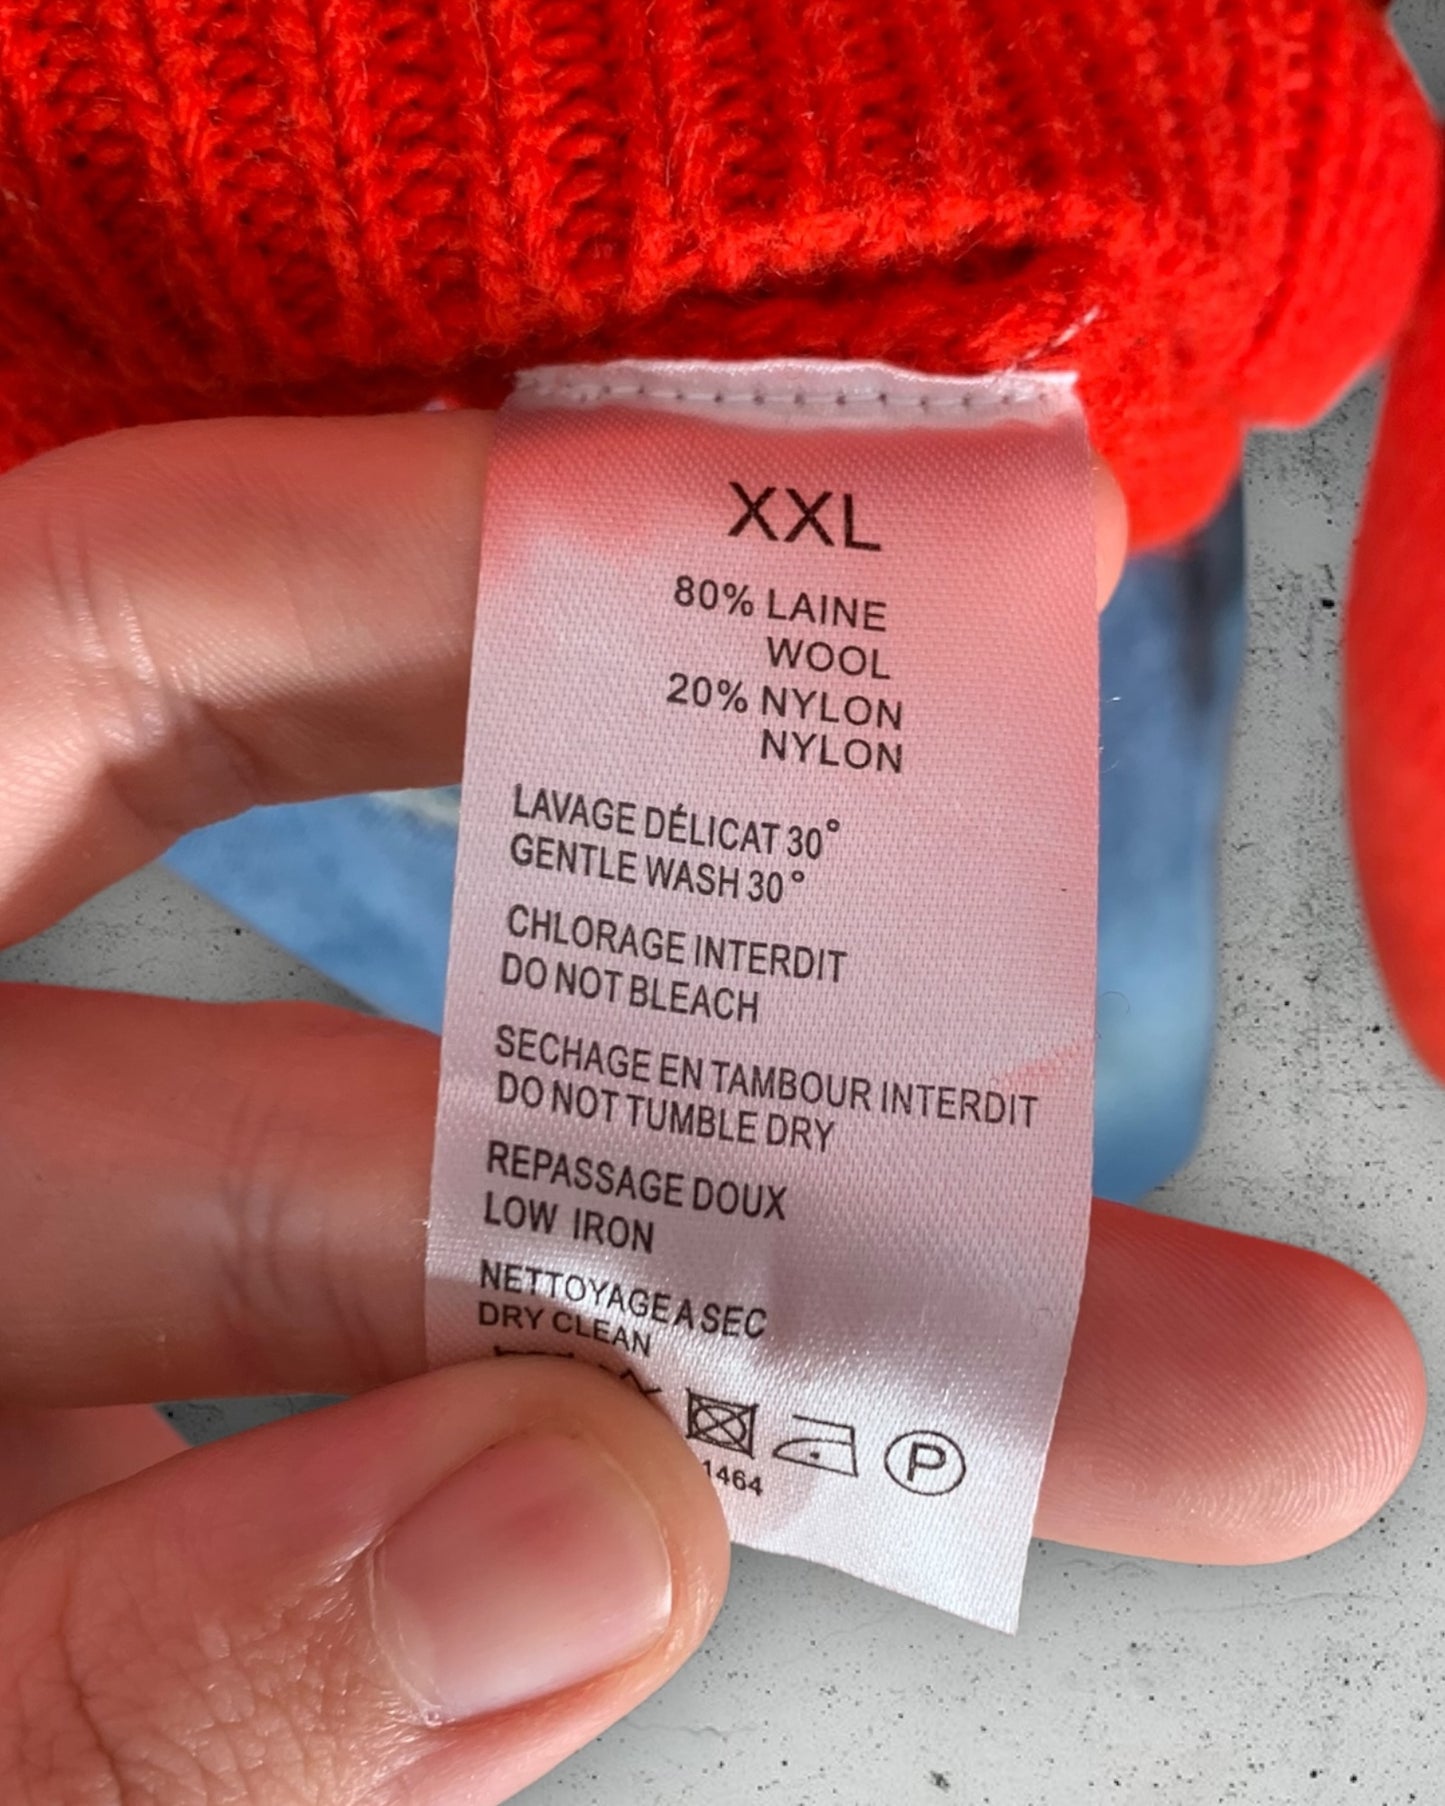 XXL
80% LAINE
WOOL
20% NYLON
NYLON
LAVAGE DÉLICAT 30°
GENTLE WASH 30°
CHLORAGE INTERDIT
DO NOT BLEACH
SECHAGE EN TAMBOUR INTERDIT
DO NOT TUMBLE DRY
REPASSAGE DOUX
LOW IRON
NETTOYAGE A SEC
DRY CLEAN
P
1464